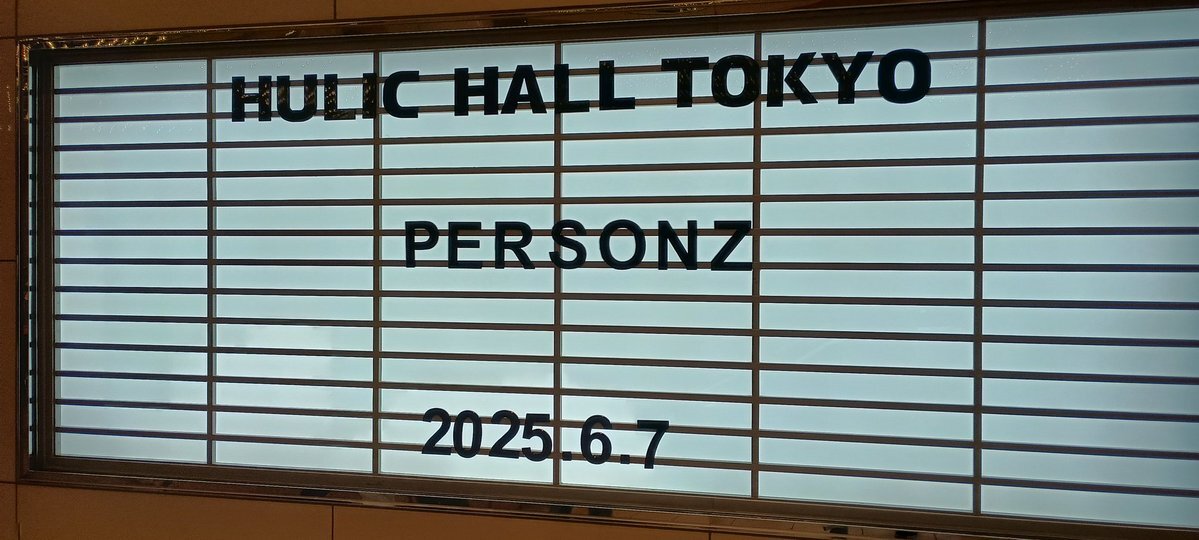 HULIC HALL TOKYO
PERSONZ
2025.6.7